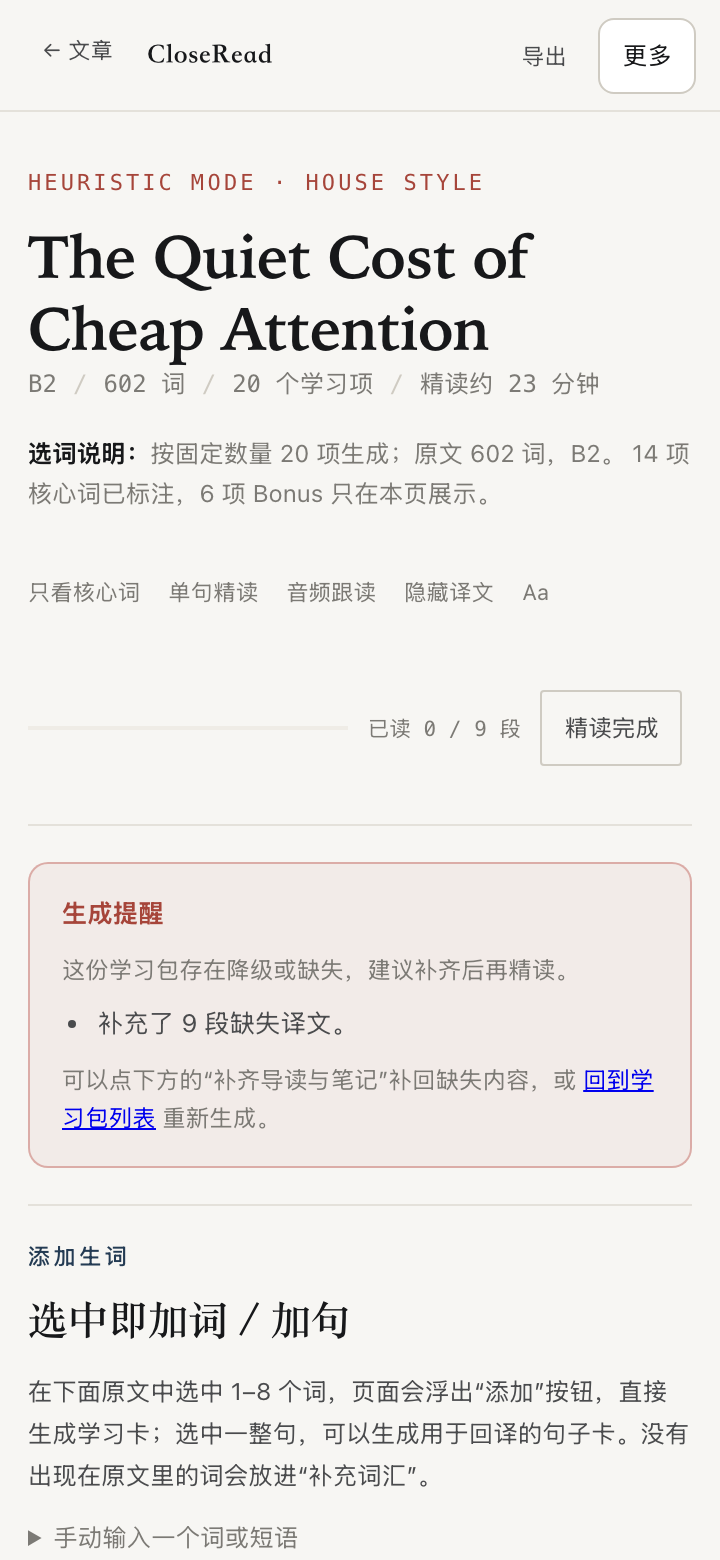 ← 文章 CloseRead 导出 更多
HEURISTIC MODE · HOUSE STYLE
The Quiet Cost of
Cheap Attention
B2 / 602 词 / 20 个学习项 / 精读约 23 分钟
选词说明：按固定数量 20 项生成；原文 602 词，B2。 14 项
核心词已标注，6 项 Bonus 只在本页展示。
只看核心词 单句精读 音频跟读 隐藏译文 Aa
已读 0 / 9 段 精读完成
生成提醒
这份学习包存在降级或缺失，建议补齐后再精读。
• 补充了 9 段缺失译文。
可以点下方的“补齐导读与笔记”补回缺失内容，或 回到学
习包列表 重新生成。
添加生词
选中即加词 / 加句
在下面原文中选中 1–8 个词，页面会浮出“添加”按钮，直接
生成学习卡；选中一整句，可以生成用于回译的句子卡。没有
出现在原文里的词会放进“补充词汇”。
▶ 手动输入一个词或短语